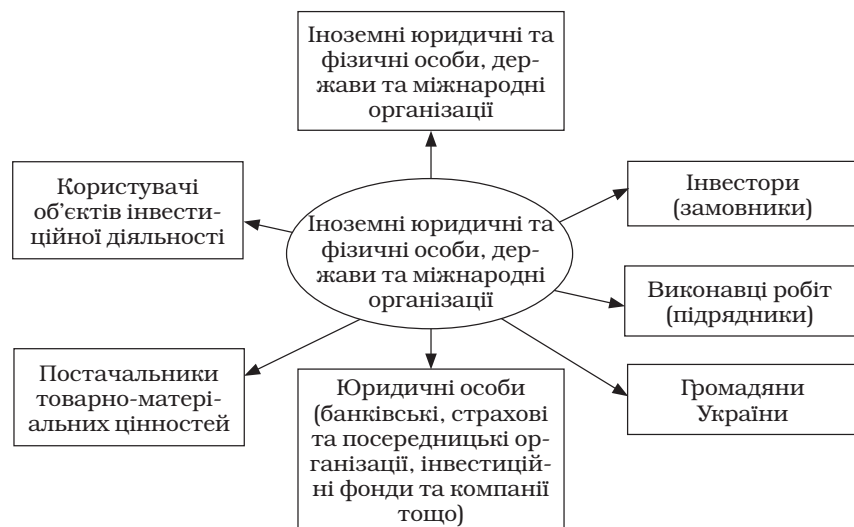 Іноземні юридичні та
фізичні особи, дер-
жави та міжнародні
організації
Користувачі
об’єктів інвести-
ційної діяльності
Іноземні юридичні та
фізичні особи, дер-
жави та міжнародні
організації
Інвестори
(замовники)
Виконавці робіт
(підрядники)
Постачальники
товарно-матері-
альних цінностей
Юридичні особи
(банківські, страхові
та посередницькі ор-
ганізації, інвестицій-
ні фонди та компанії
тощо)
Громадяни
України